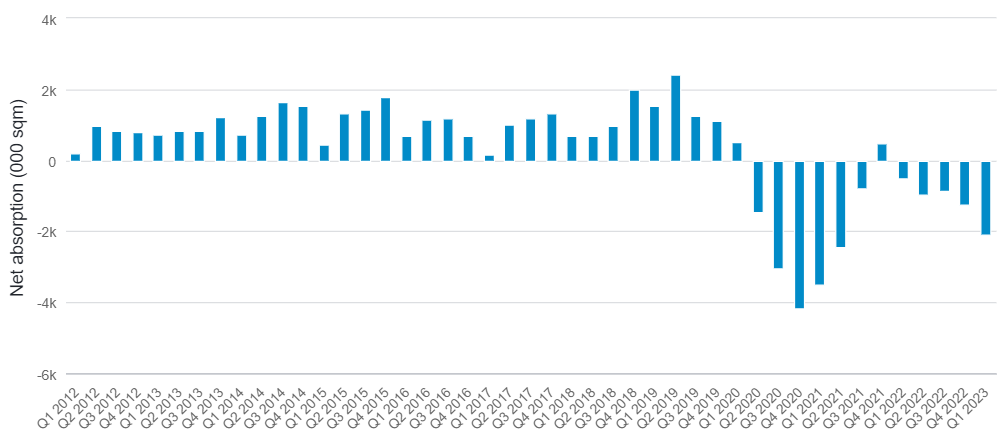 Net absorption (000 sqm)
4k
2k
0
-2k
-4k
-6k
Q1 2012
Q2 2012
Q3 2012
Q4 2012
Q1 2013
Q2 2013
Q3 2013
Q4 2013
Q1 2014
Q2 2014
Q3 2014
Q4 2014
Q1 2015
Q2 2015
Q3 2015
Q4 2015
Q1 2016
Q2 2016
Q3 2016
Q4 2016
Q1 2017
Q2 2017
Q3 2017
Q4 2017
Q1 2018
Q2 2018
Q3 2018
Q4 2018
Q1 2019
Q2 2019
Q3 2019
Q4 2019
Q1 2020
Q2 2020
Q3 2020
Q4 2020
Q1 2021
Q2 2021
Q3 2021
Q4 2021
Q1 2022
Q2 2022
Q3 2022
Q4 2022
Q1 2023